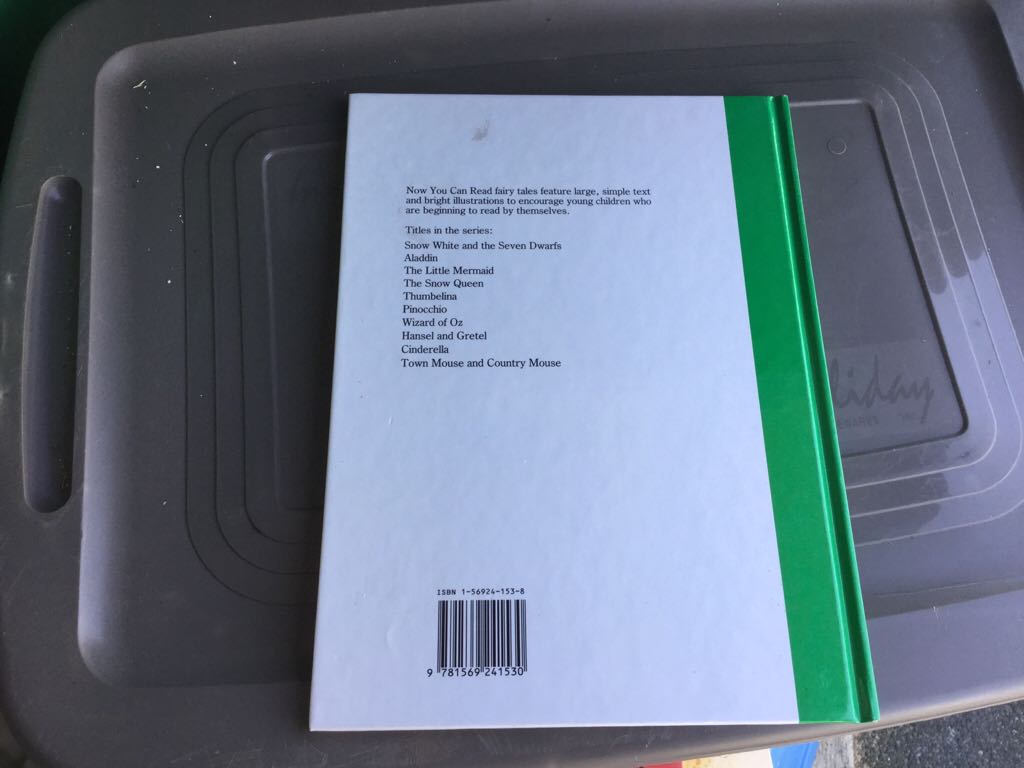 Now You Can Read fairy tales feature large, simple text
and bright illustrations to encourage young children who
are beginning to read by themselves.
Titles in the series:
Snow White and the Seven Dwarfs
Aladdin
The Little Mermaid
The Snow Queen
Thumbelina
Pinocchio
Wizard of Oz
Hansel and Gretel
Cinderella
Town Mouse and Country Mouse
ISBN 1-56924-153-8
9 781569 241530
liday